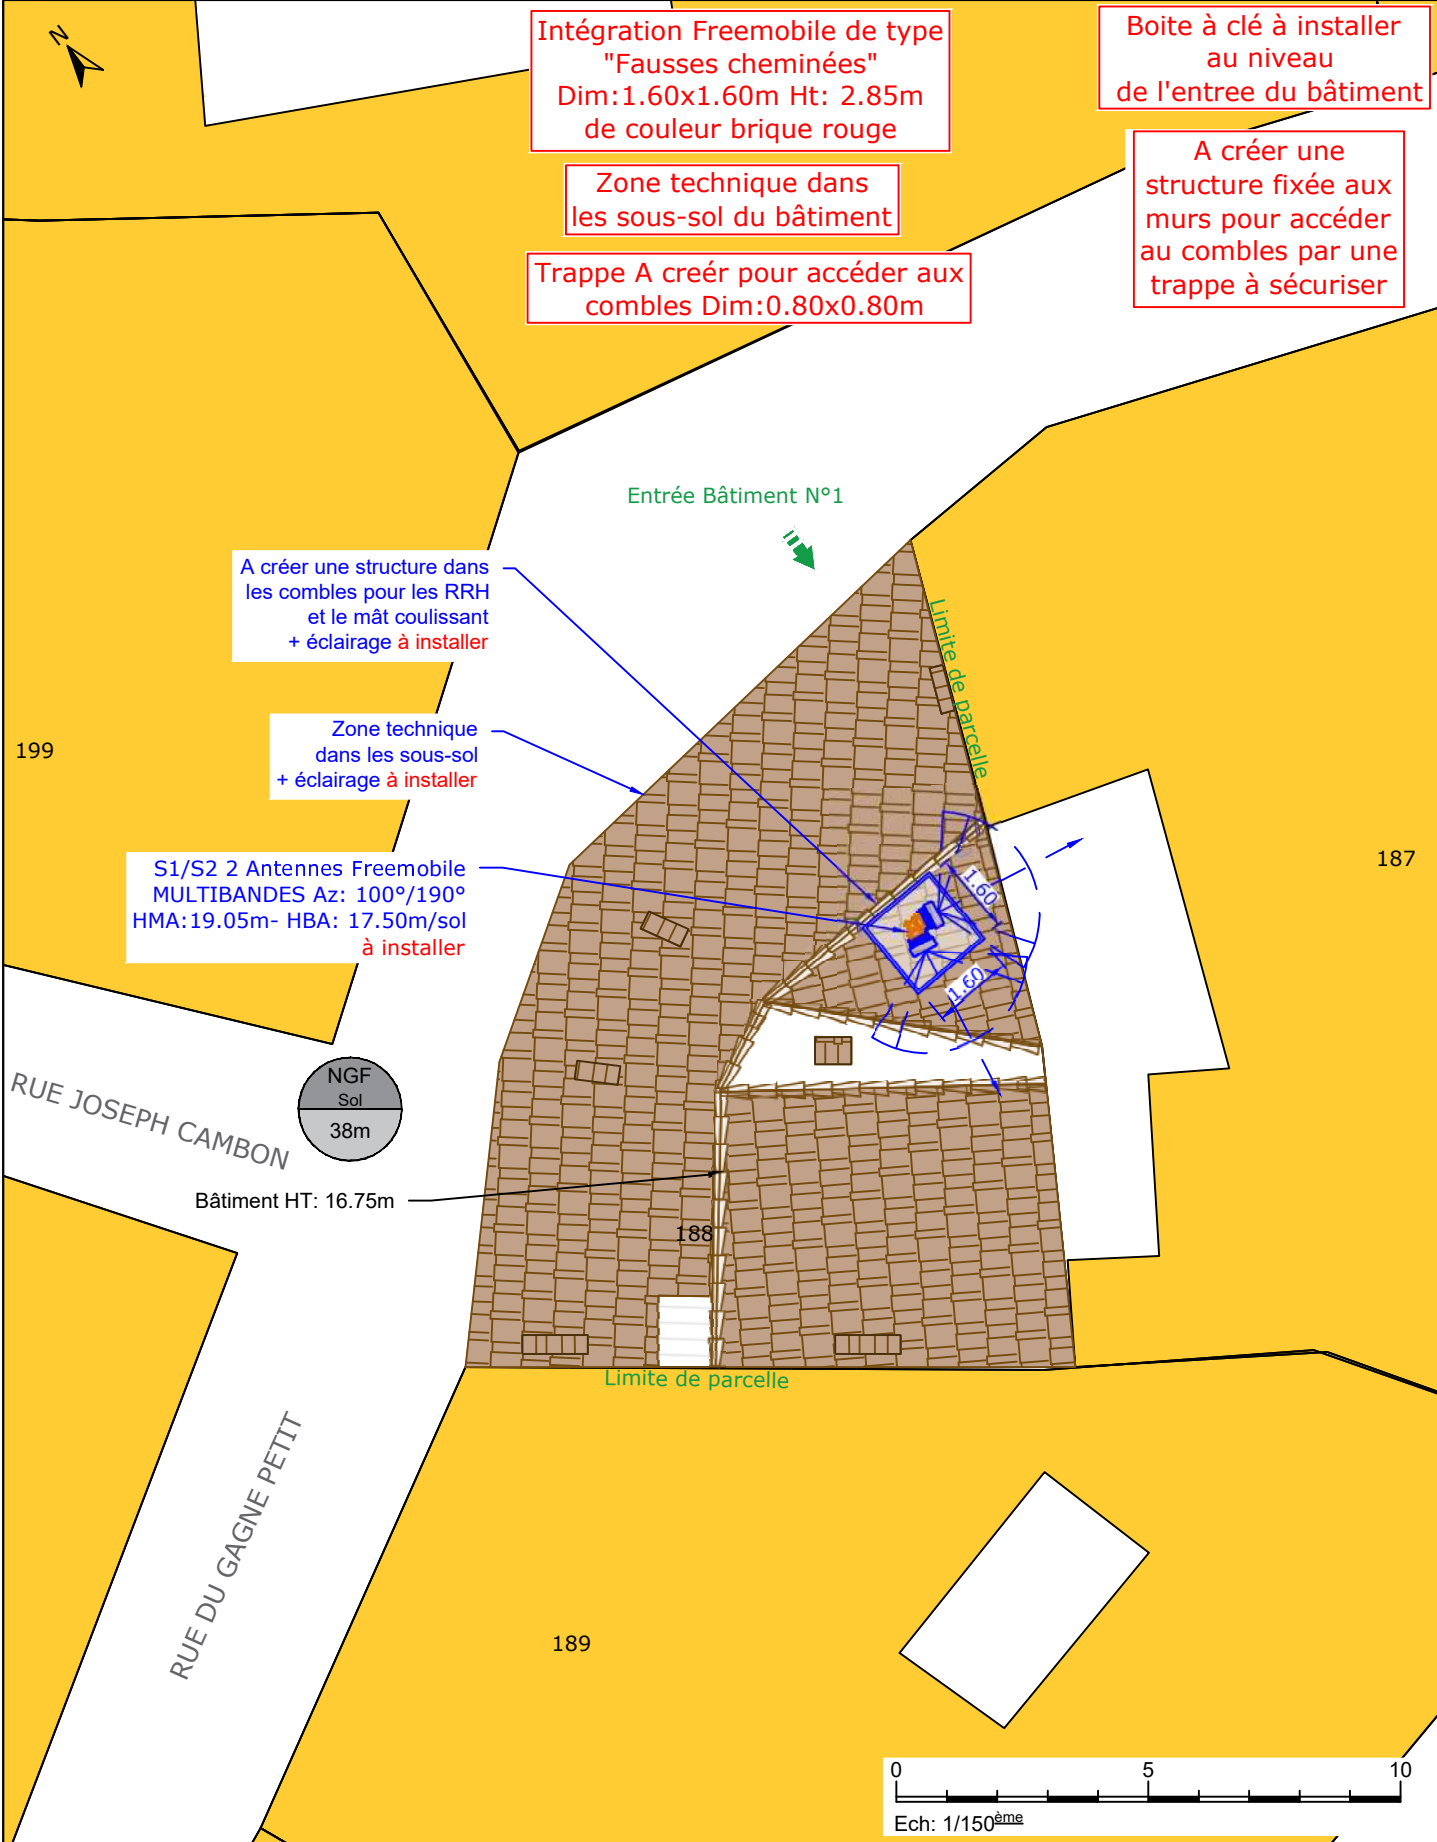 N
Intégration Freemobile de type
"Fausses cheminées"
Dim:1.60x1.60m Ht: 2.85m
de couleur brique rouge
Boite à clé à installer
au niveau
de l'entree du bâtiment
Zone technique dans
les sous-sol du bâtiment
A créer une
structure fixée aux
murs pour accéder
au combles par une
trappe à sécuriser
Trappe A creér pour accéder aux
combles Dim:0.80x0.80m
Entrée Bâtiment N°1
A créer une structure dans
les combles pour les RRH
et le mât coulissant
+ éclairage à installer
Limite de parcelle
Zone technique
dans les sous-sol
+ éclairage à installer
199
S1/S2 2 Antennes Freemobile
MULTIBANDES Az: 100°/190°
HMA:19.05m- HBA: 17.50m/sol
à installer
187
1.60
1.60
NGF
Sol
38m
RUE JOSEPH CAMBON
Bâtiment HT: 16.75m
188
Limite de parcelle
RUE DU GAGNE PETIT
189
0 5 10
Ech: 1/150ème